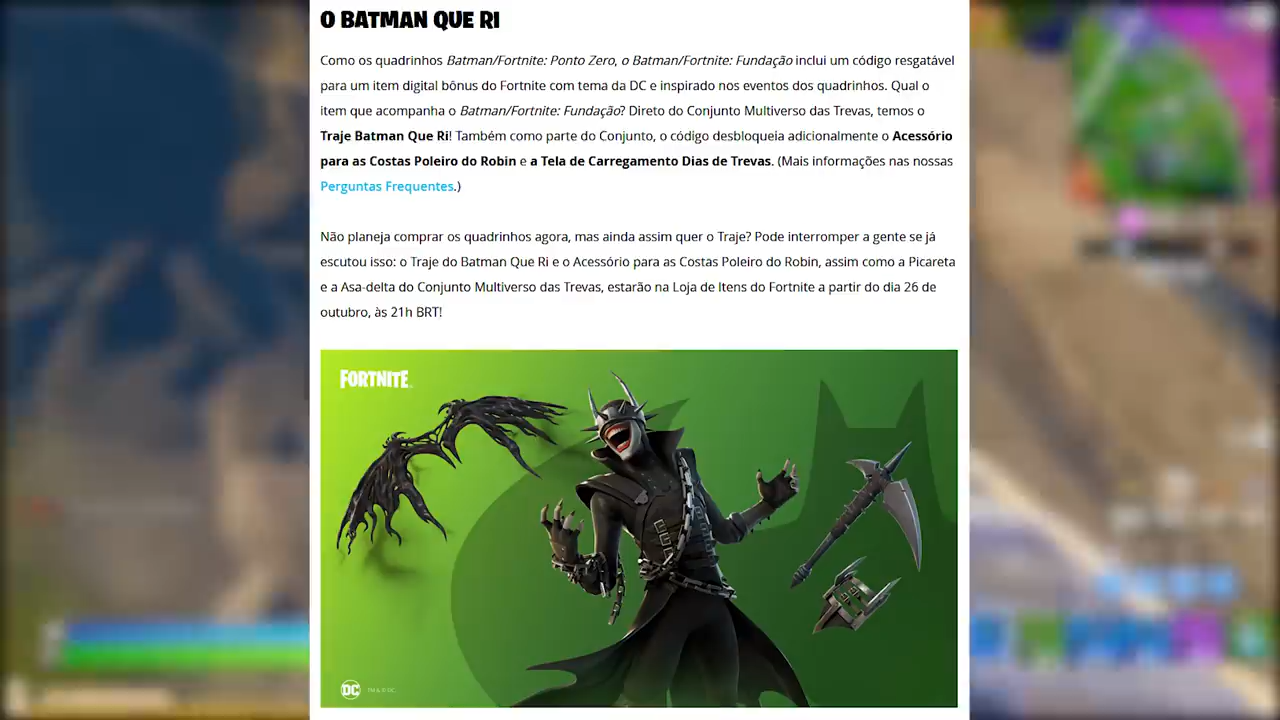 O BATMAN QUE RI
Como os quadrinhos Batman/Fortnite: Ponto Zero, o Batman/Fortnite: Fundação inclui um código resgatável
para um item digital bônus do Fortnite com tema da DC e inspirado nos eventos dos quadrinhos. Qual o
item que acompanha o Batman/Fortnite: Fundação? Direto do Conjunto Multiverso das Trevas, temos o
Traje Batman Que Ri! Também como parte do Conjunto, o código desbloqueia adicionalmente o Acessório
para as Costas Poleiro do Robin e a Tela de Carregamento Dias de Trevas. (Mais informações nas nossas
Perguntas Frequentes.)
Não planeja comprar os quadrinhos agora, mas ainda assim quer o Traje? Pode interromper a gente se já
escutou isso: o Traje do Batman Que Ri e o Acessório para as Costas Poleiro do Robin, assim como a Picareta
e a Asa-delta do Conjunto Multiverso das Trevas, estarão na Loja de Itens do Fortnite a partir do dia 26 de
outubro, às 21h BRT!
FORTNITE
DC TM & © DC.